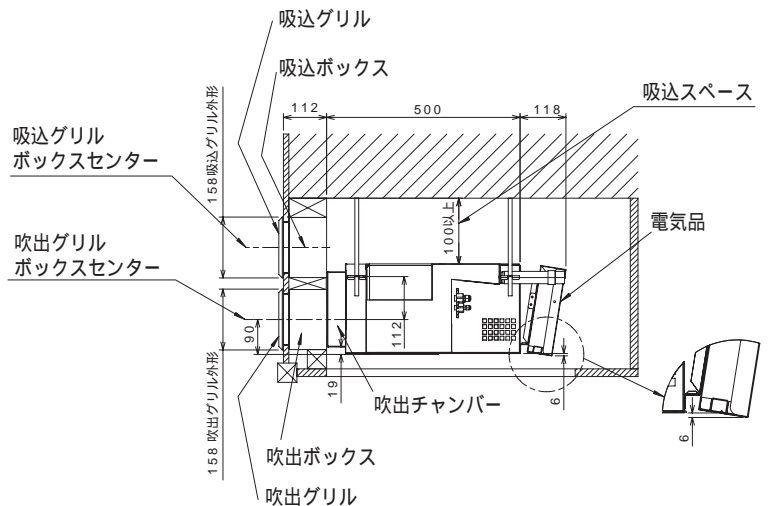 吸込グリル
吸込ボックス
吸込スペース
112
500
118
吸込グリル
ボックスセンター
158吸込グリル外形
100以上
電気品
吹出グリル
ボックスセンター
112
90
19
6
158 吹出グリル外形
吹出チャンバー
6
吹出ボックス
吹出グリル